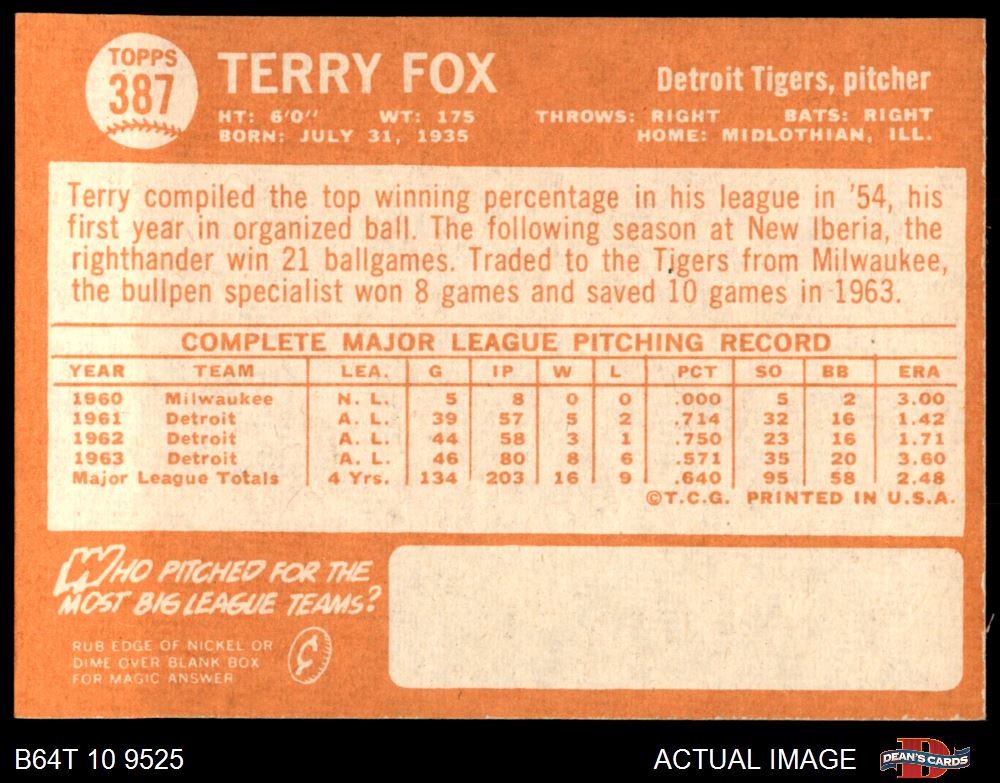 TOPPS
387
TERRY FOX
Detroit Tigers, pitcher
HT: 6'0" WT: 175 THROWS: RIGHT BATS: RIGHT
BORN: JULY 31, 1935 HOME: MIDLOTHIAN, ILL.
Terry compiled the top winning percentage in his league in '54, his
first year in organized ball. The following season at New Iberia, the
righthander win 21 ballgames. Traded to the Tigers from Milwaukee,
the bullpen specialist won 8 games and saved 10 games in 1963.
COMPLETE MAJOR LEAGUE PITCHING RECORD
YEAR TEAM LEA. G IP W L PCT SO BB ERA
1960 Milwaukee N. L. 5 8 0 0 .000 5 2 3.00
1961 Detroit A. L. 39 57 5 2 .714 32 16 1.42
1962 Detroit A. L. 44 58 3 1 .750 23 16 1.71
1963 Detroit A. L. 46 80 8 6 .571 35 20 3.60
Major League Totals 4 Yrs. 134 203 16 9 .640 95 58 2.48
©T.C.G. PRINTED IN U.S.A.
WHO PITCHED FOR THE
MOST BIG LEAGUE TEAMS?
RUB EDGE OF NICKEL OR
DIME OVER BLANK BOX
FOR MAGIC ANSWER
¢
B64T 10 9525 ACTUAL IMAGE
DEAN'S CARDS